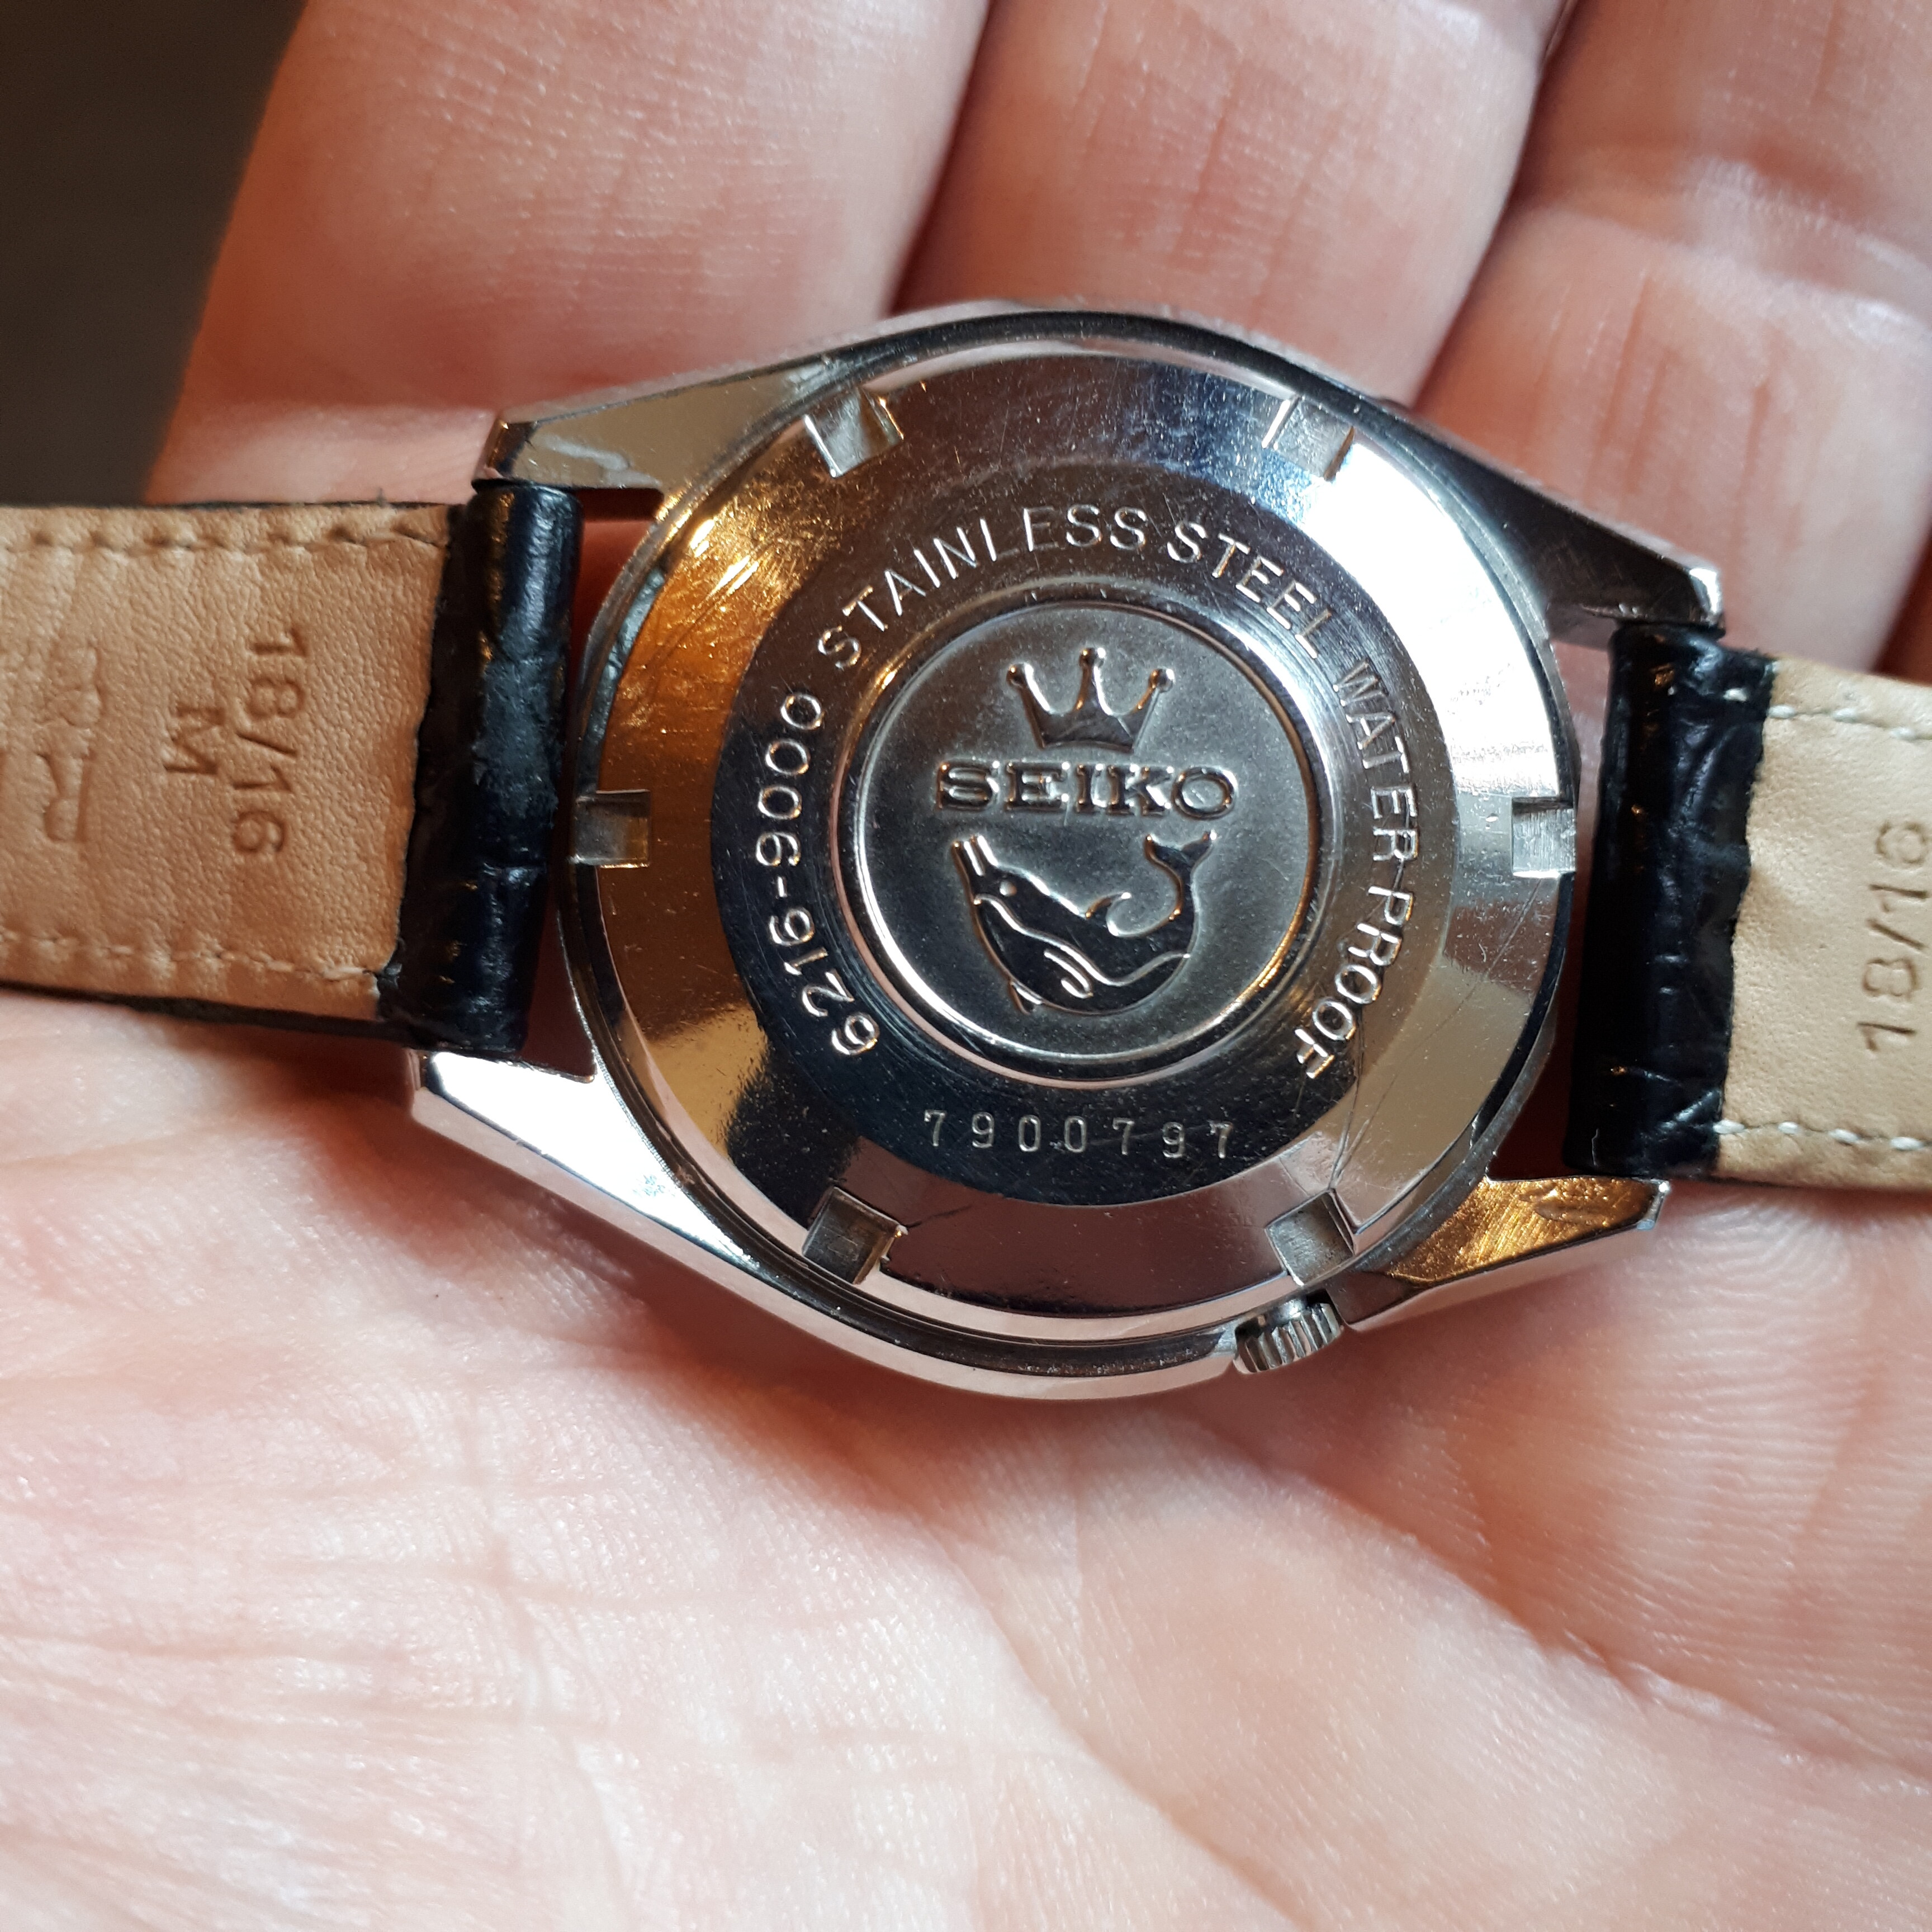 6216-9000 STAINLESS STEEL WATER-PROOF
SEIKO
7900797
18/16
M
18/16